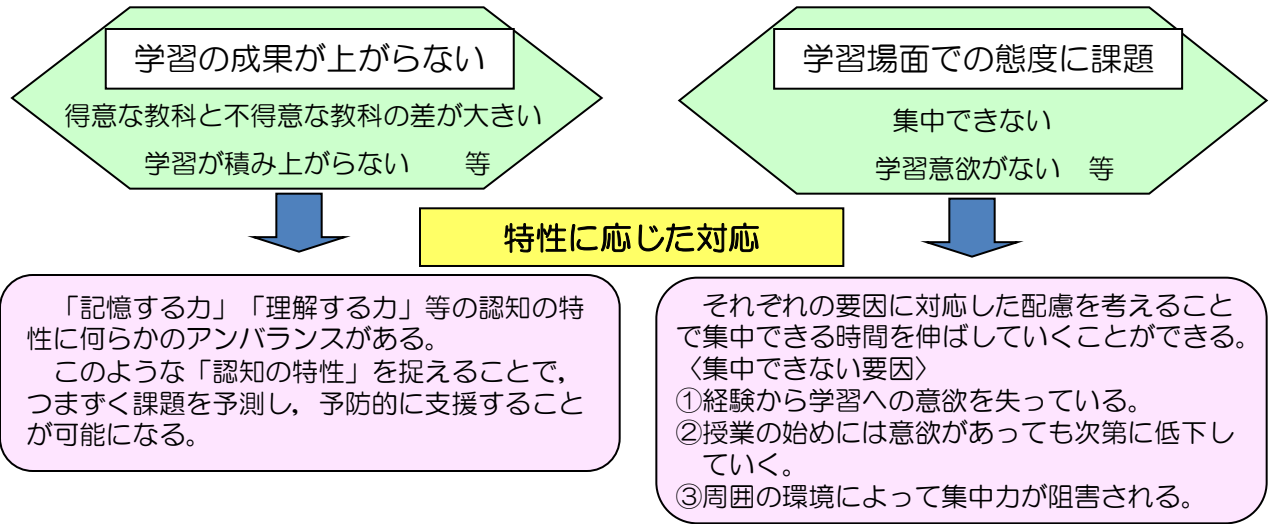 学習の成果が上がらない
得意な教科と不得意な教科の差が大きい
学習が積み上がらない　　等
学習場面での態度に課題
集中できない
学習意欲がない　等
特性に応じた対応
「記憶する力」「理解する力」等の認知の特
性に何らかのアンバランスがある。
このような「認知の特性」を捉えることで，
つまずく課題を予測し，予防的に支援すること
が可能になる。
それぞれの要因に対応した配慮を考えること
で集中できる時間を伸ばしていくことができる。
〈集中できない要因〉
①経験から学習への意欲を失っている。
②授業の始めには意欲があっても次第に低下し
ていく。
③周囲の環境によって集中力が阻害される。